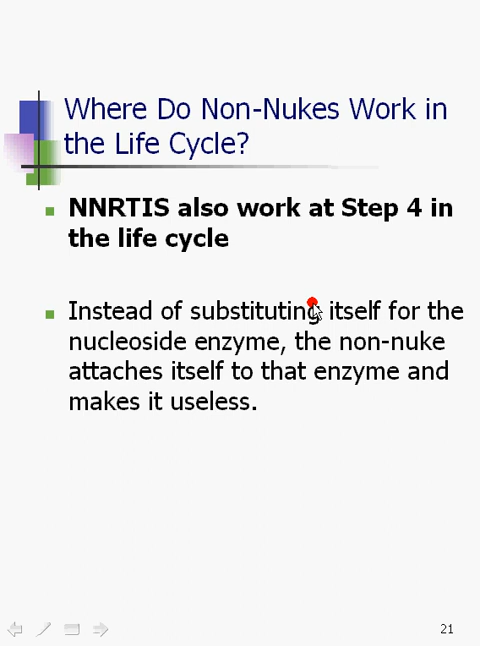 Where Do Non-Nukes Work in
the Life Cycle?
NNRTIS also work at Step 4 in
the life cycle
Instead of substituting itself for the
nucleoside enzyme, the non-nuke
attaches itself to that enzyme and
makes it useless.
21